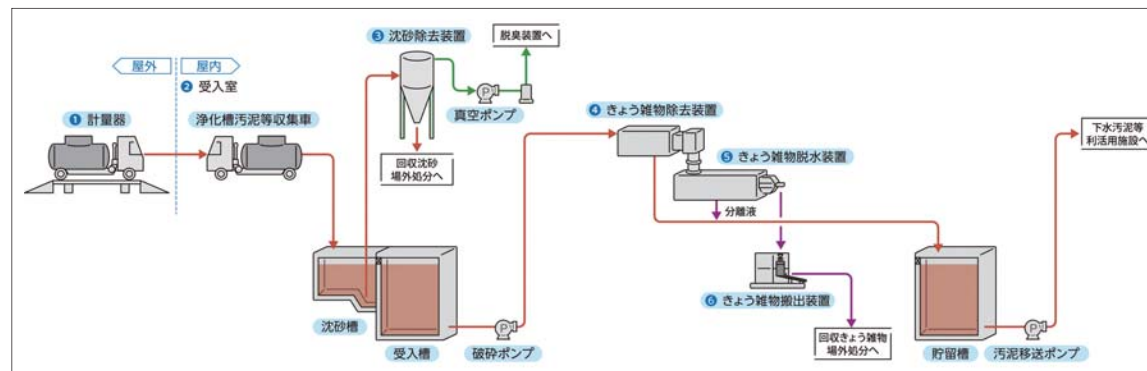 屋外
屋内
❶ 計量器
❷ 受入室
浄化槽汚泥等収集車
❸ 沈砂除去装置
脱臭装置へ
P
真空ポンプ
回収沈砂
場外処分へ
沈砂槽
受入槽
P
破砕ポンプ
❹ きょう雑物除去装置
❺ きょう雑物脱水装置
分離液
❻ きょう雑物搬出装置
回収きょう雑物
場外処分へ
下水汚泥等
利活用施設へ
貯留槽
P
汚泥移送ポンプ